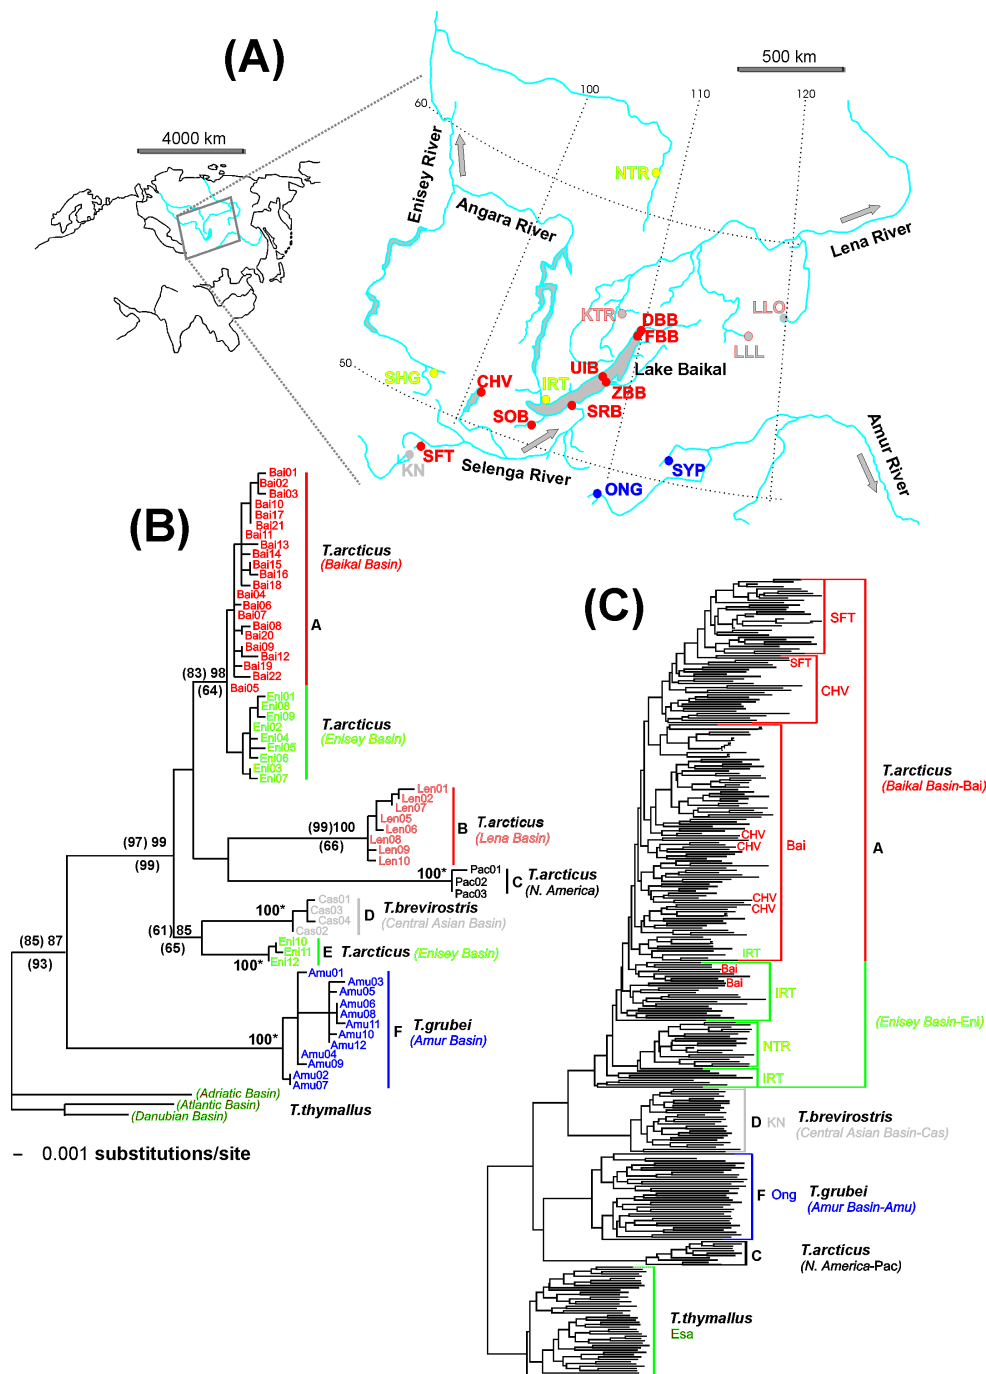 (A)
500 km
4000 km
100
110
120
60
50
Enisey River
Angara River
Lena River
Lake Baikal
Selenga River
Amur River
NTR
KTR
LLO
LLL
DBB
FBB
UIB
ZBB
SRB
SOB
IRT
CHV
SHG
SFT
KN
SYP
ONG
(B)
Bai01
Bai02
Bai03
Bai10
Bai17
Bai21
Bai11
Bai13
Bai14
Bai15
Bai16
Bai18
Bai04
Bai06
Bai07
Bai08
Bai20
Bai09
Bai12
Bai19
Bai22
Bai05
Eni01
Eni08
Eni09
Eni02
Eni04
Eni05
Eni06
Eni03
Eni07
T.arcticus
(Baikal Basin)
A
T.arcticus
(Enisey Basin)
(83) 98
(64)
Len01
Len02
Len07
Len05
Len06
Len08
Len09
Len10
(99)100
(66)
B
T.arcticus
(Lena Basin)
(97) 99
(99)
100*
Pac01
Pac02
Pac03
C
T.arcticus
(N. America)
100*
Cas01
Cas03
Cas04
Cas02
D
T.brevirostris
(Central Asian Basin)
(61) 85
(65)
Eni10
Eni11
Eni12
100*
E T.arcticus (Enisey Basin)
(85) 87
(93)
100*
Amu01
Amu03
Amu05
Amu06
Amu08
Amu11
Amu10
Amu12
Amu04
Amu09
Amu02
Amu07
F
T.grubei
(Amur Basin)
(Adriatic Basin)
(Atlantic Basin)
(Danubian Basin)
T.thymallus
0.001 substitutions/site
(C)
SFT
SFT
CHV
CHV
CHV
CHV
CHV
Bai
IRT
Bai
Bai
IRT
NTR
IRT
T.arcticus
(Baikal Basin-Bai)
A
(Enisey Basin-Eni)
D KN
T.brevirostris
(Central Asian Basin-Cas)
F Ong
T.grubei
(Amur Basin-Amu)
C
T.arcticus
(N. America-Pac)
T.thymallus
Esa